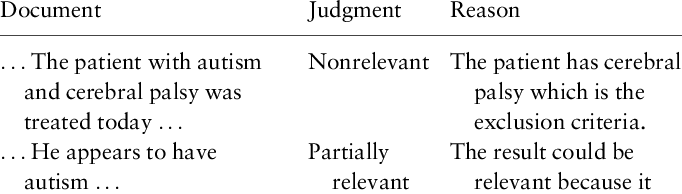 Document Judgment Reason
... The patient with autism Nonrelevant The patient has cerebral
and cerebral palsy was palsy which is the
treated today ... exclusion criteria.
... He appears to have Partially The result could be
autism ... relevant relevant because it